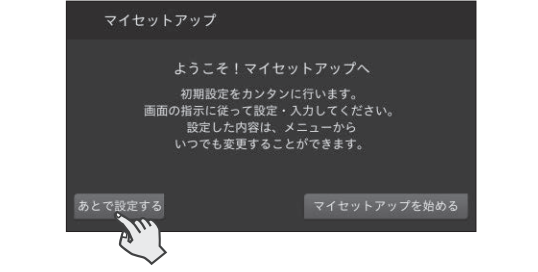 マイセットアップ
ようこそ！マイセットアップへ
初期設定をカンタンに行います。
画面の指示に従って設定・入力してください。
設定した内容は、メニューから
いつでも変更することができます。
あとで設定する
マイセットアップを始める